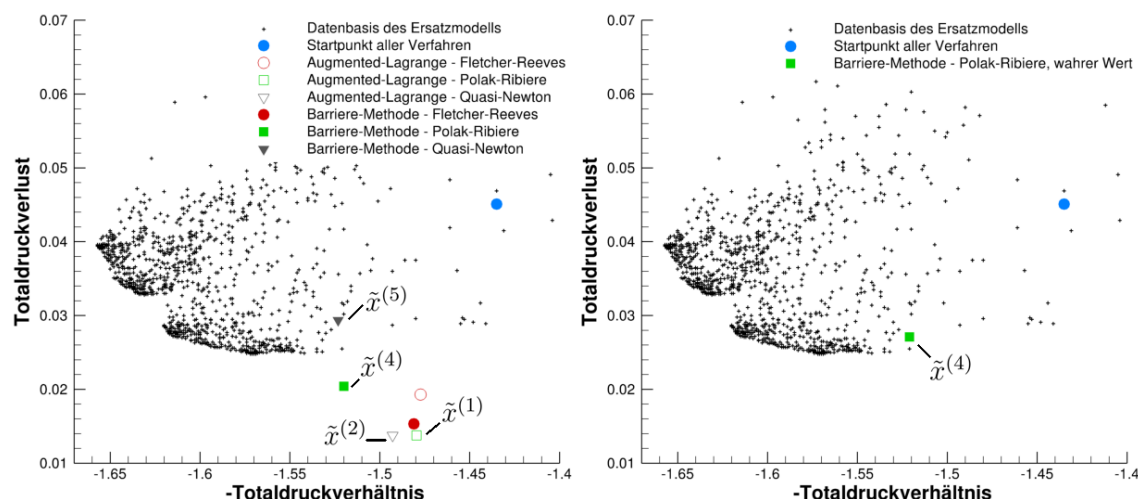 0.07
0.06
0.05
0.04
0.03
0.02
0.01
Totaldruckverlust
Datenbasis des Ersatzmodells
Startpunkt aller Verfahren
Augmented-Lagrange - Fletcher-Reeves
Augmented-Lagrange - Polak-Ribiere
Augmented-Lagrange - Quasi-Newton
Barriere-Methode - Fletcher-Reeves
Barriere-Methode - Polak-Ribiere
Barriere-Methode - Quasi-Newton
x̃(5)
x̃(4)
x̃(1)
x̃(2)
-1.65 -1.6 -1.55 -1.5 -1.45 -1.4
-Totaldruckverhältnis
0.07
0.06
0.05
0.04
0.03
0.02
0.01
Totaldruckverlust
Datenbasis des Ersatzmodells
Startpunkt aller Verfahren
Barriere-Methode - Polak-Ribiere, wahrer Wert
x̃(4)
-1.65 -1.6 -1.55 -1.5 -1.45 -1.4
-Totaldruckverhältnis